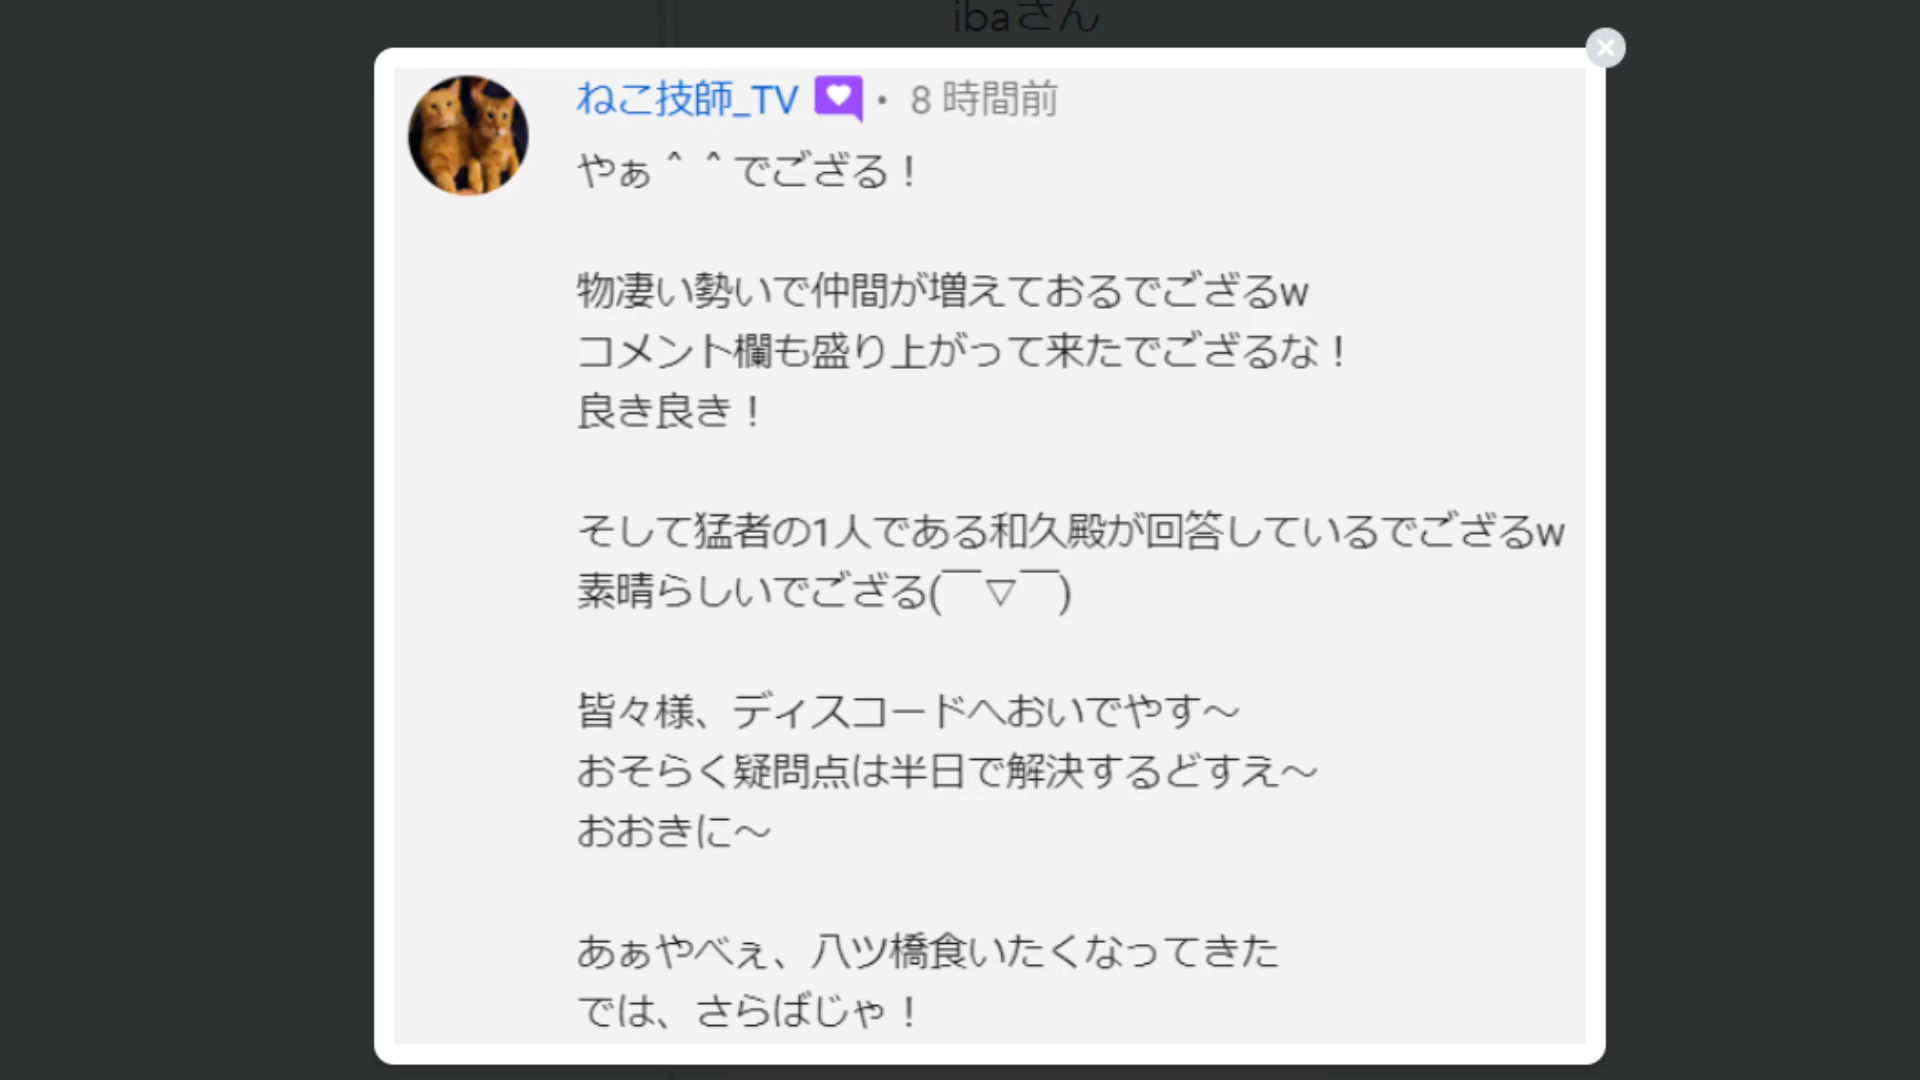 ibaさん
ねこ技師_TV • 8 時間前
やぁ＾＾でござる！
物凄い勢いで仲間が増えておるでござるw
コメント欄も盛り上がって来たでござるな！
良き良き！
そして猛者の1人である和久殿が回答しているでござるw
素晴らしいでござる(￣▽￣)
皆々様、ディスコードへおいでやす～
おそらく疑問点は半日で解決するどすえ～
おおきに～
あぁやべぇ、八ツ橋食いたくなってきた
では、さらばじゃ！